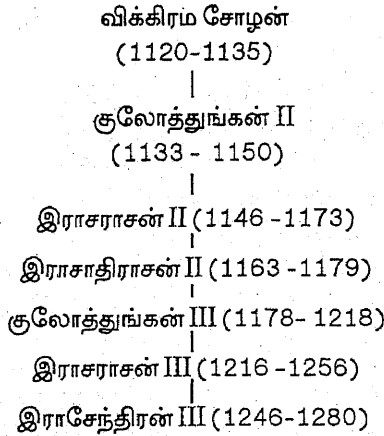 விக்கிரம சோழன்
(1120-1135)
குலோத்துங்கன் II
(1133 - 1150)
இராசராசன் II (1146 -1173)
இராசாதிராசன் II (1163 -1179)
குலோத்துங்கன் III (1178- 1218)
இராசராசன் III (1216 -1256)
இராசேந்திரன் III (1246-1280)